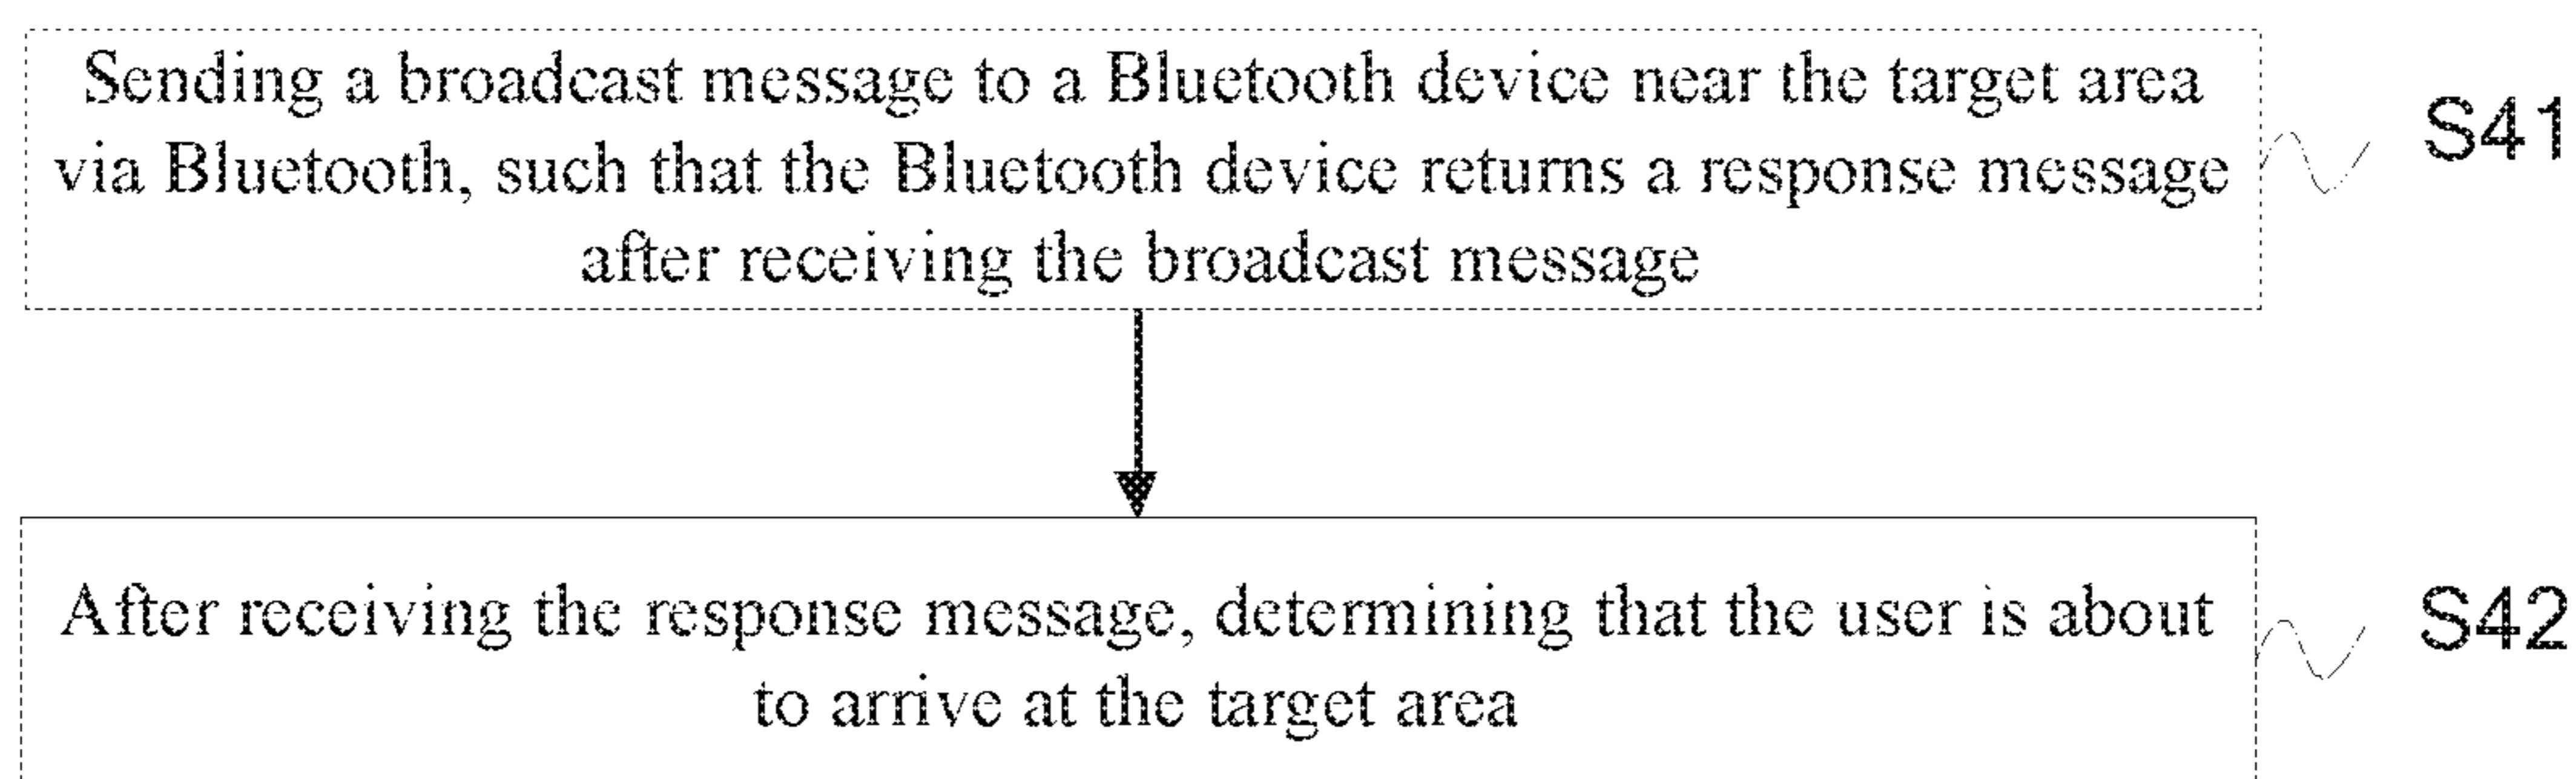 Sending a broadcast message to a Bluetooth device near the target area
via Bluetooth, such that the Bluetooth device returns a response message
after receiving the broadcast message
S41
After receiving the response message, determining that the user is about
to arrive at the target area
S42